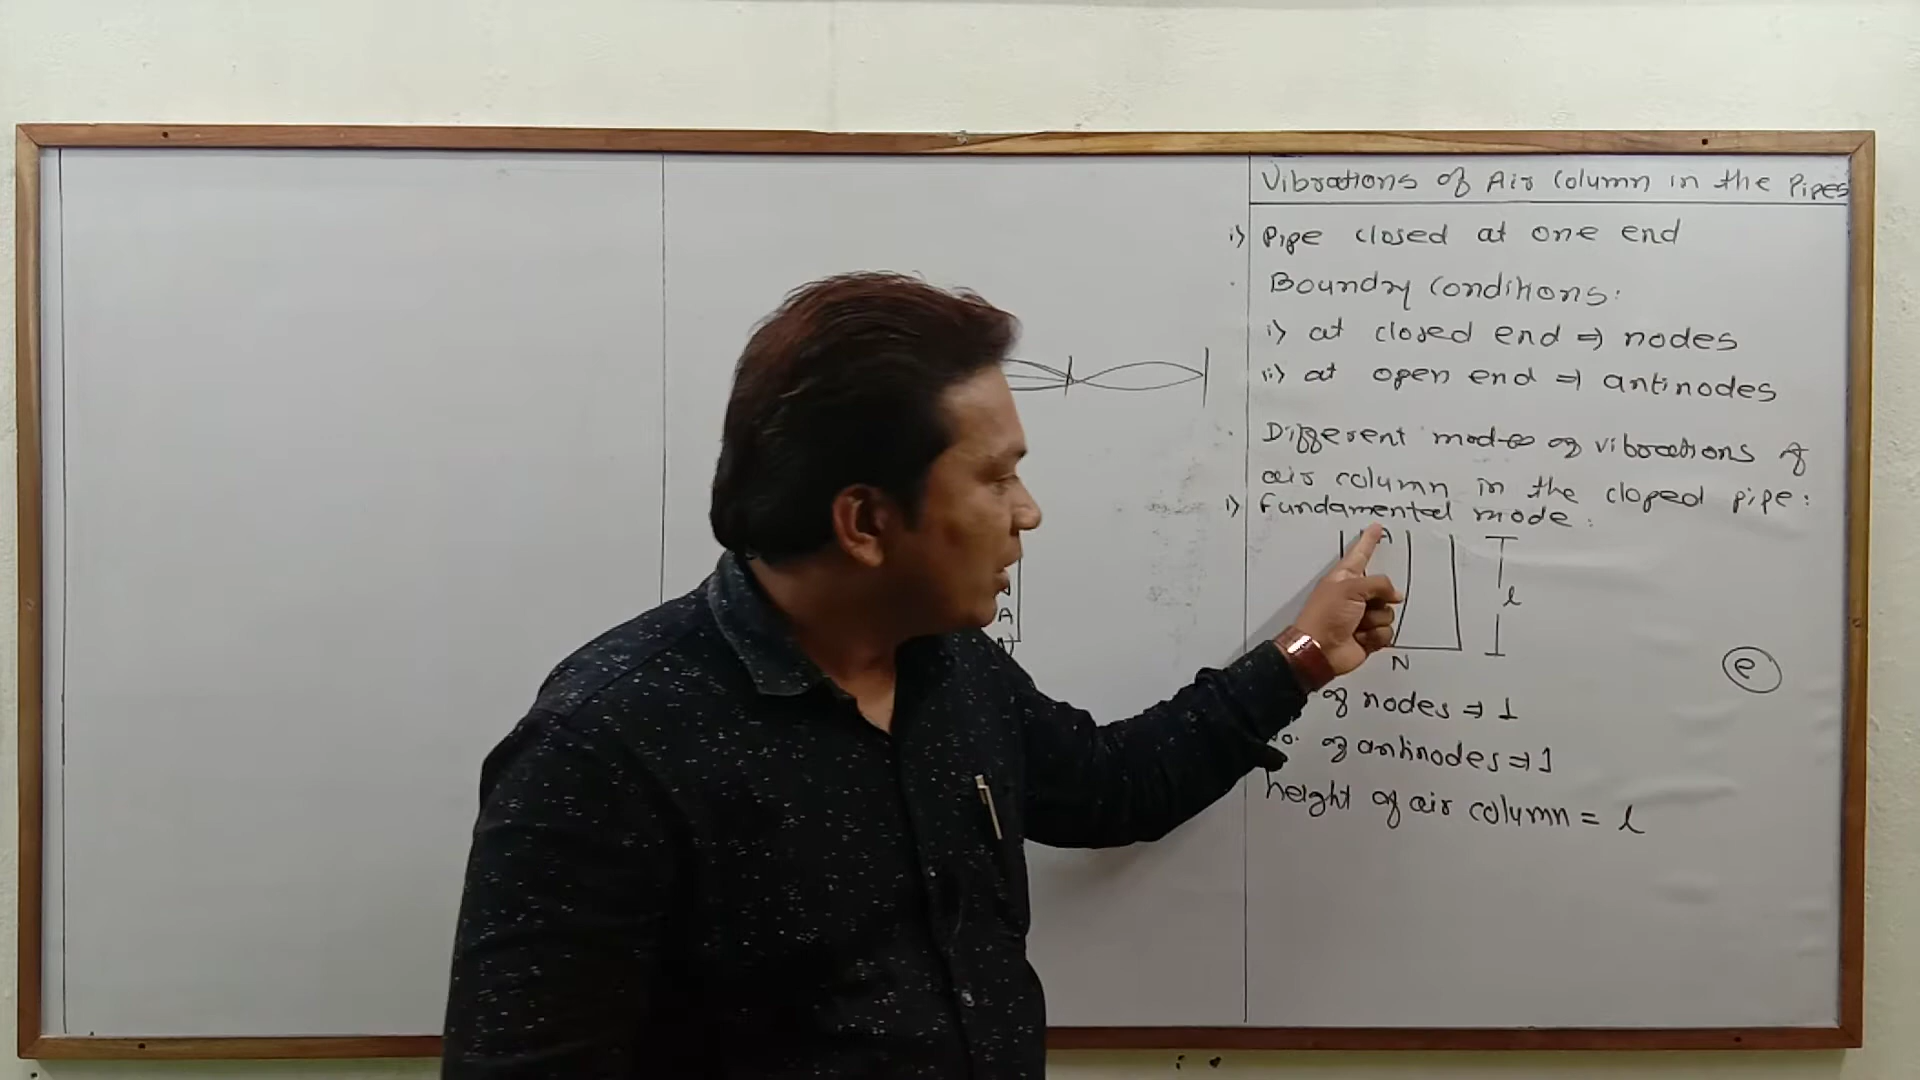 Vibrations of Air Column in the Pipes
i) Pipe closed at one end
· Boundry Conditions:
i) at closed end ⇒ nodes
ii) at open end ⇒ antinodes
· Different modes of vibrations of
air column in the closed pipe:
i) Fundamental mode:
A
l
N
A
N
e
of nodes ⇒ 1
No. of antinodes ⇒ 1
height of air column = l